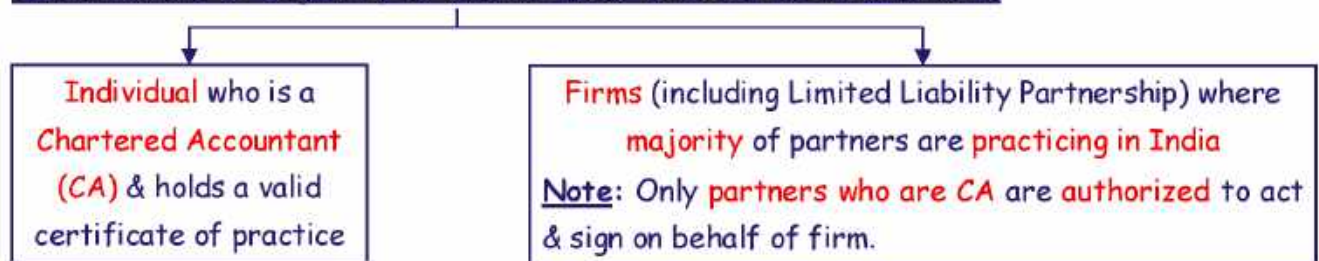 Individual who is a
Chartered Accountant
(CA) & holds a valid
certificate of practice
Firms (including Limited Liability Partnership) where
majority of partners are practicing in India
Note: Only partners who are CA are authorized to act
& sign on behalf of firm.